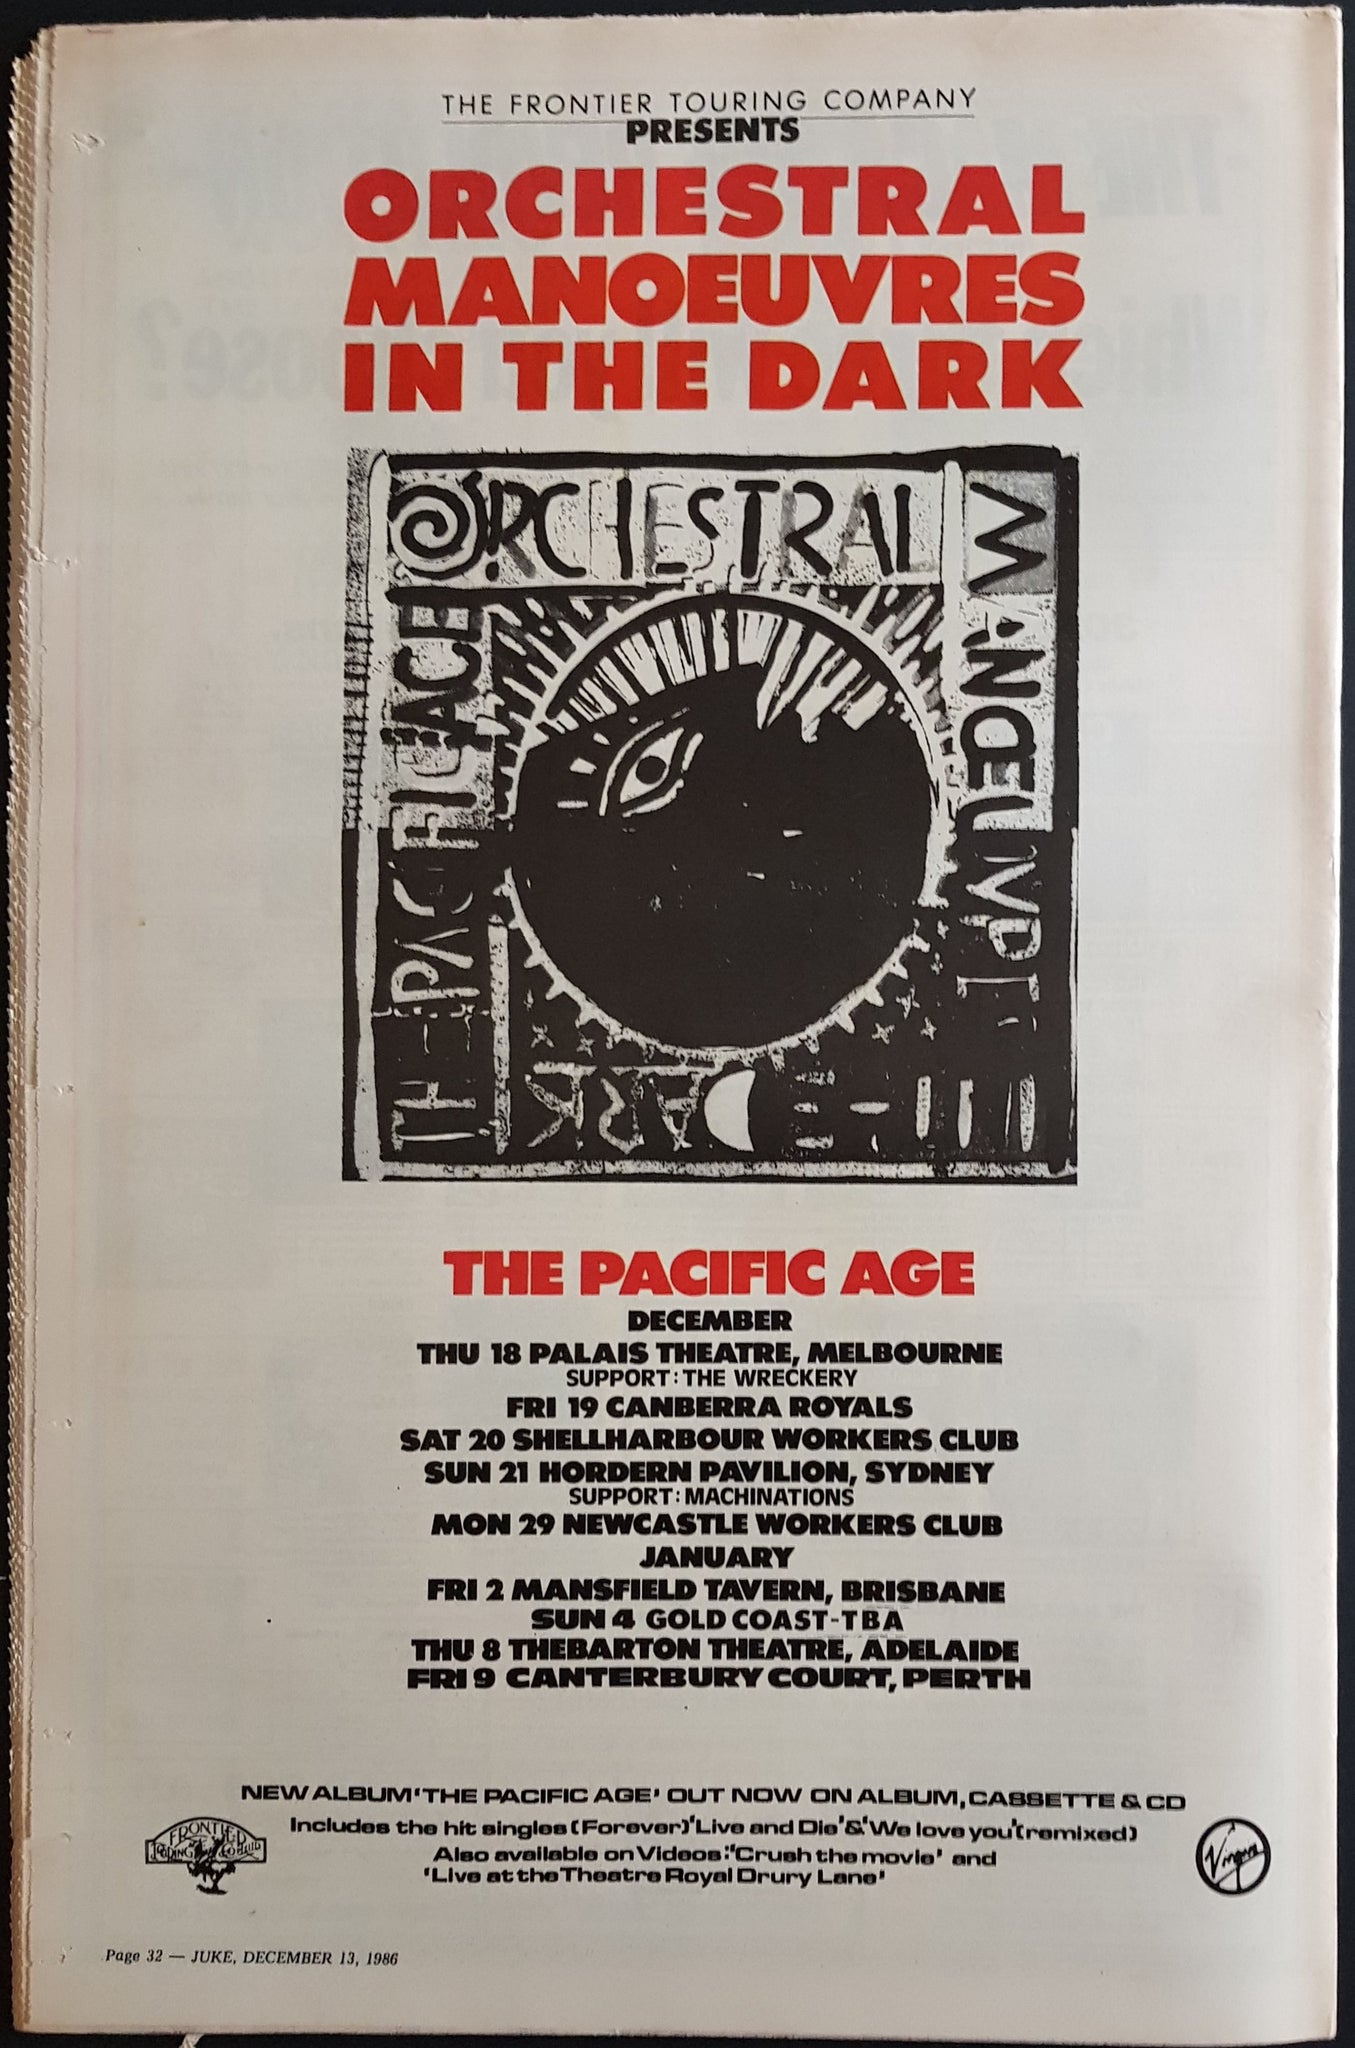 THE FRONTIER TOURING COMPANY
PRESENTS
ORCHESTRAL
MANOEUVRES
IN THE DARK
ORCHESTRAL
MANŒUVRE
THE PACIFIC AGE
DARK
THE PACIFIC AGE
DECEMBER
THU 18 PALAIS THEATRE, MELBOURNE
SUPPORT: THE WRECKERY
FRI 19 CANBERRA ROYALS
SAT 20 SHELLHARBOUR WORKERS CLUB
SUN 21 HORDERN PAVILION, SYDNEY
SUPPORT: MACHINATIONS
MON 29 NEWCASTLE WORKERS CLUB
JANUARY
FRI 2 MANSFIELD TAVERN, BRISBANE
SUN 4 GOLD COAST-TBA
THU 8 THEBARTON THEATRE, ADELAIDE
FRI 9 CANTERBURY COURT, PERTH
NEW ALBUM 'THE PACIFIC AGE' OUT NOW ON ALBUM, CASSETTE & CD
Includes the hit singles (Forever)'Live and Die'&'We love you'(remixed)
Also available on Videos:'Crush the movie' and
'Live at the Theatre Royal Drury Lane'
FRONTIER
TOURING
Virgin
Page 32 — JUKE, DECEMBER 13, 1986